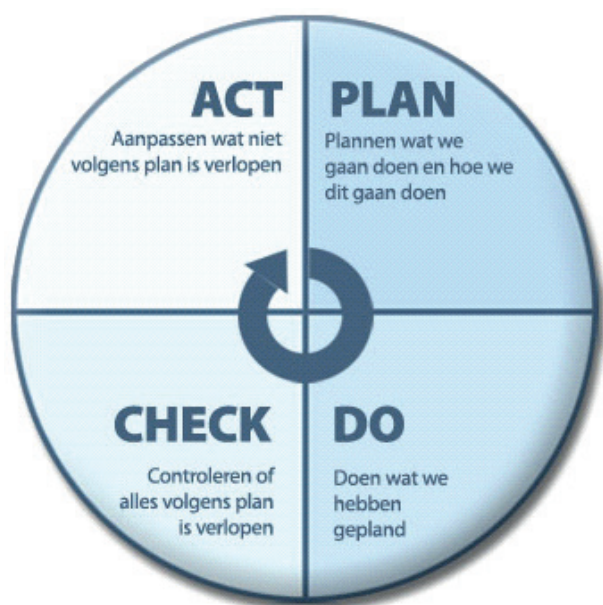 ACT
Aanpassen wat niet
volgens plan is verlopen
PLAN
Plannen wat we
gaan doen en hoe we
dit gaan doen
CHECK
Controleren of
alles volgens plan
is verlopen
DO
Doen wat we
hebben
gepland